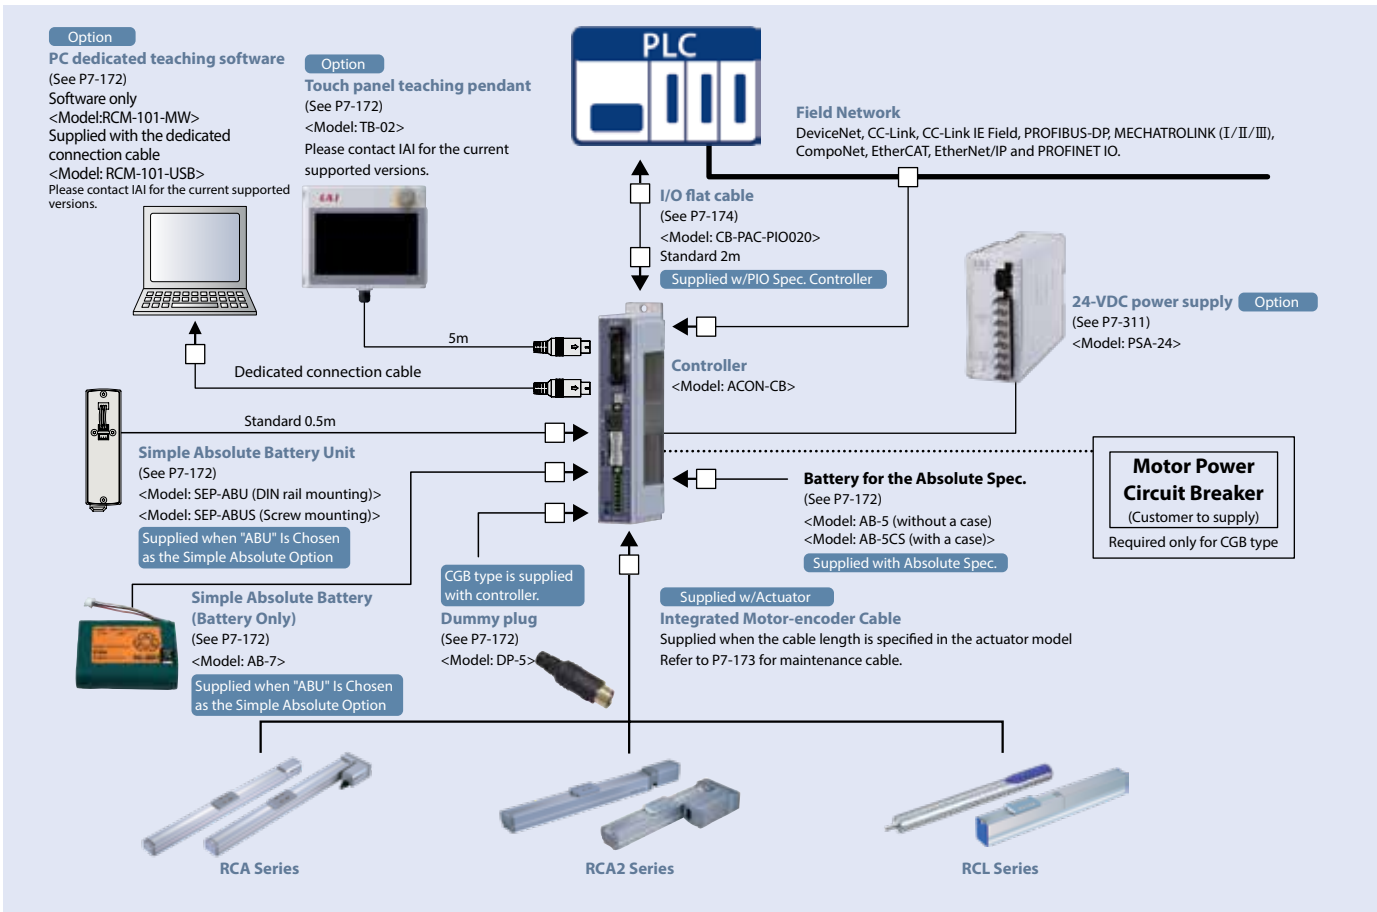 Option
PC dedicated teaching software
(See P7-172)
Software only
<Model:RCM-101-MW>
Supplied with the dedicated
connection cable
<Model: RCM-101-USB>
Please contact IAI for the current supported
versions.
Option
Touch panel teaching pendant
(See P7-172)
<Model: TB-02>
Please contact IAI for the current
supported versions.
IAI
PLC
Field Network
DeviceNet, CC-Link, CC-Link IE Field, PROFIBUS-DP, MECHATROLINK (I/II/III),
CompoNet, EtherCAT, EtherNet/IP and PROFINET IO.
I/O flat cable
(See P7-174)
<Model: CB-PAC-PIO020>
Standard 2m
Supplied w/PIO Spec. Controller
24-VDC power supply Option
(See P7-311)
<Model: PSA-24>
5m
Dedicated connection cable
Controller
<Model: ACON-CB>
Standard 0.5m
Simple Absolute Battery Unit
(See P7-172)
<Model: SEP-ABU (DIN rail mounting)>
<Model: SEP-ABUS (Screw mounting)>
Supplied when "ABU" Is Chosen
as the Simple Absolute Option
Battery for the Absolute Spec.
(See P7-172)
<Model: AB-5 (without a case)
<Model: AB-5CS (with a case)>
Supplied with Absolute Spec.
Motor Power
Circuit Breaker
(Customer to supply)
Required only for CGB type
Simple Absolute Battery
(Battery Only)
(See P7-172)
<Model: AB-7>
Supplied when "ABU" Is Chosen
as the Simple Absolute Option
CGB type is supplied
with controller.
Dummy plug
(See P7-172)
<Model: DP-5>
Supplied w/Actuator
Integrated Motor-encoder Cable
Supplied when the cable length is specified in the actuator model
Refer to P7-173 for maintenance cable.
RCA Series
RCA2 Series
RCL Series